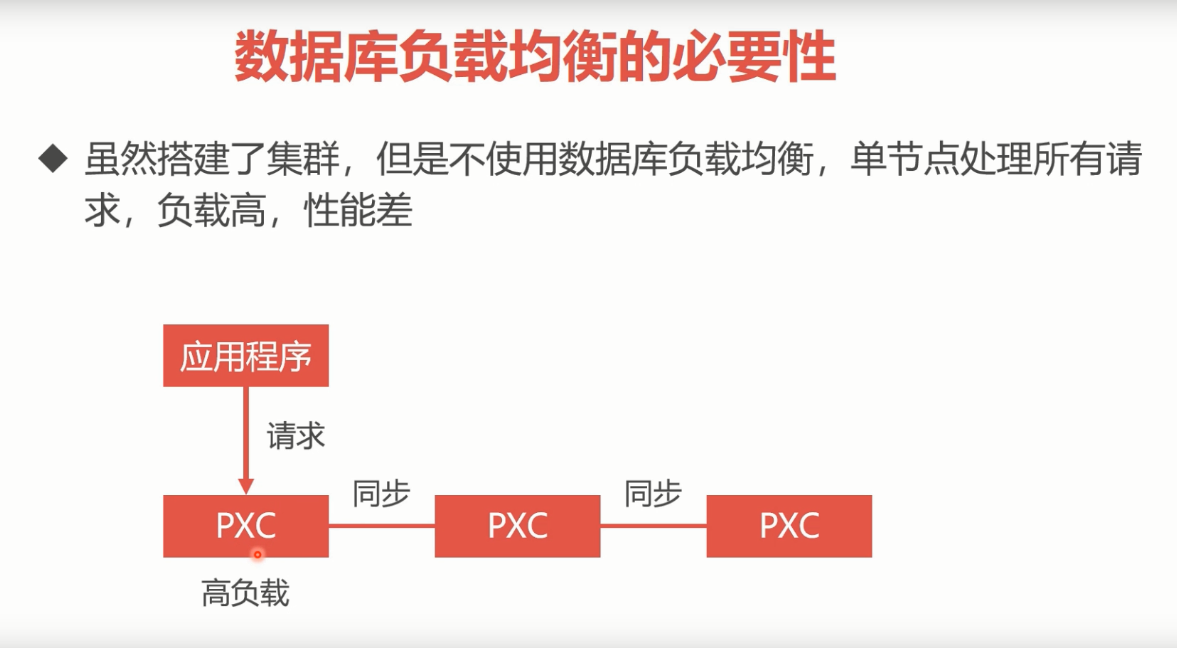 数据库负载均衡的必要性
虽然搭建了集群，但是不使用数据库负载均衡，单节点处理所有请
求，负载高，性能差
应用程序
请求
同步
同步
PXC
PXC
PXC
高负载